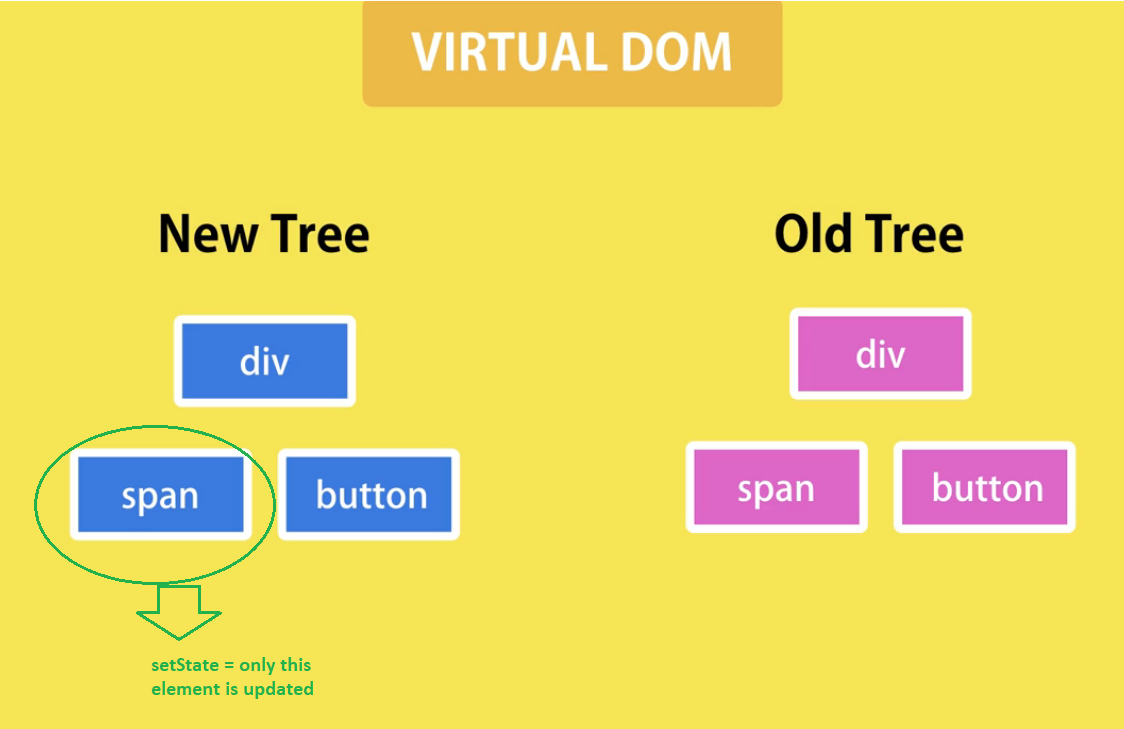 VIRTUAL DOM
New Tree
Old Tree
div
div
span
button
span
button
setState = only this
element is updated